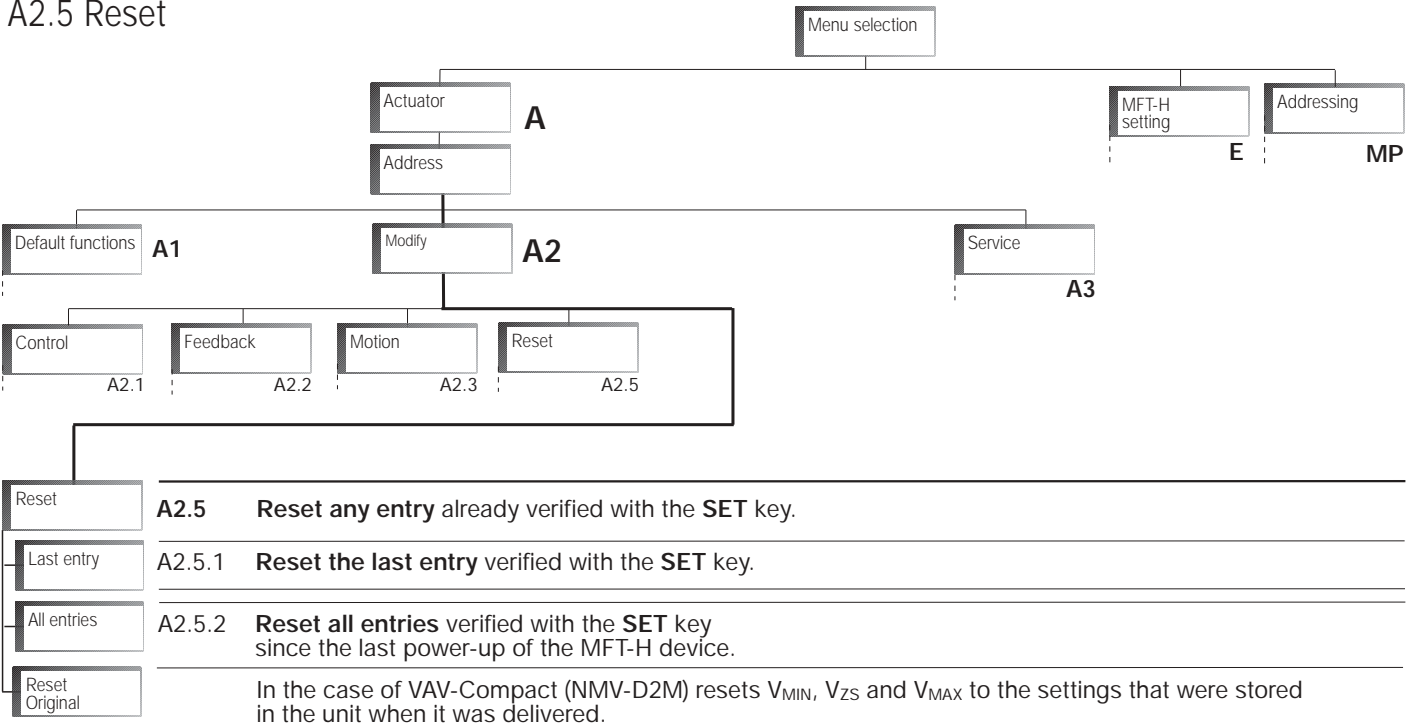 A2.5 Reset
Menu selection
Actuator
A
MFT-H
setting
E
Addressing
MP
Address
Default functions
A1
Modify
A2
Service
A3
Control
A2.1
Feedback
A2.2
Motion
A2.3
Reset
A2.5
Reset
A2.5 Reset any entry already verified with the SET key.
Last entry
A2.5.1 Reset the last entry verified with the SET key.
All entries
A2.5.2 Reset all entries verified with the SET key
since the last power-up of the MFT-H device.
Reset
Original
In the case of VAV-Compact (NMV-D2M) resets VMIN, VZS and VMAX to the settings that were stored
in the unit when it was delivered.